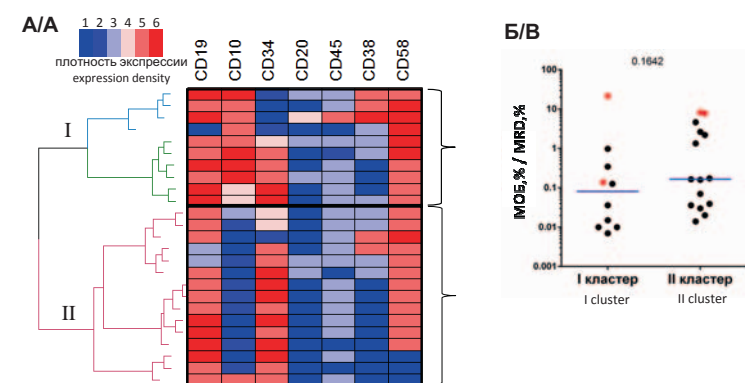 А/А
1 2 3 4 5 6
плотность экспрессии
expression density
CD19
CD10
CD34
CD20
CD45
CD38
CD58
I
II
Б/В
0.1642
МОБ,% / MRD,%
100
10
1
0.1
0.01
0.001
I кластер
II кластер
I cluster
II cluster